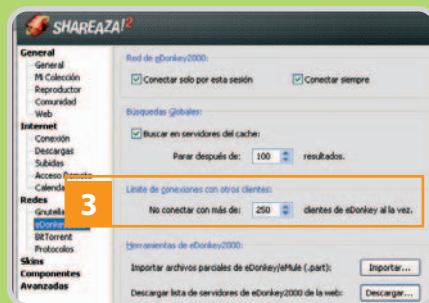 SHAREAZA!2
General
General
Mi Colección
Reproductor
Comunidad
Web
Internet
Conexión
Descargas
Subidas
Acceso Remoto
Calenda
Redes
Gnutella
eDonkey
BitTorrent
Protocolos
Skins
Componentes
Avanzadas
3
Red de eDonkey2000:
Conectar solo por esta sesión
Conectar siempre
Búsquedas Globales:
Buscar en servidores del cache:
Parar después de: 100 resultados.
Límite de conexiones con otros clientes:
No conectar con más de: 250 clientes de eDonkey al la vez.
Herramientas de eDonkey2000:
Importar archivos parciales de eDonkey/eMule (.part): Importar...
Descargar lista de servidores de eDonkey2000 de la web: Descargar...